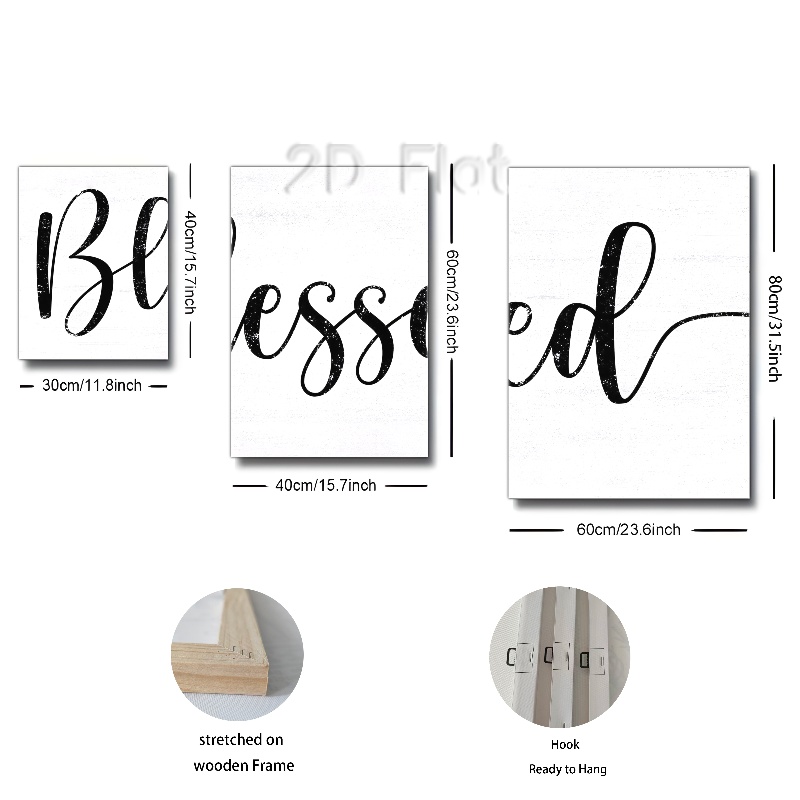 2D Flat
Bl
lesse
ed
40cm/15.7inch
60cm/23.6inch
80cm/31.5inch
30cm/11.8inch
40cm/15.7inch
60cm/23.6inch
stretched on
wooden Frame
Hook
Ready to Hang